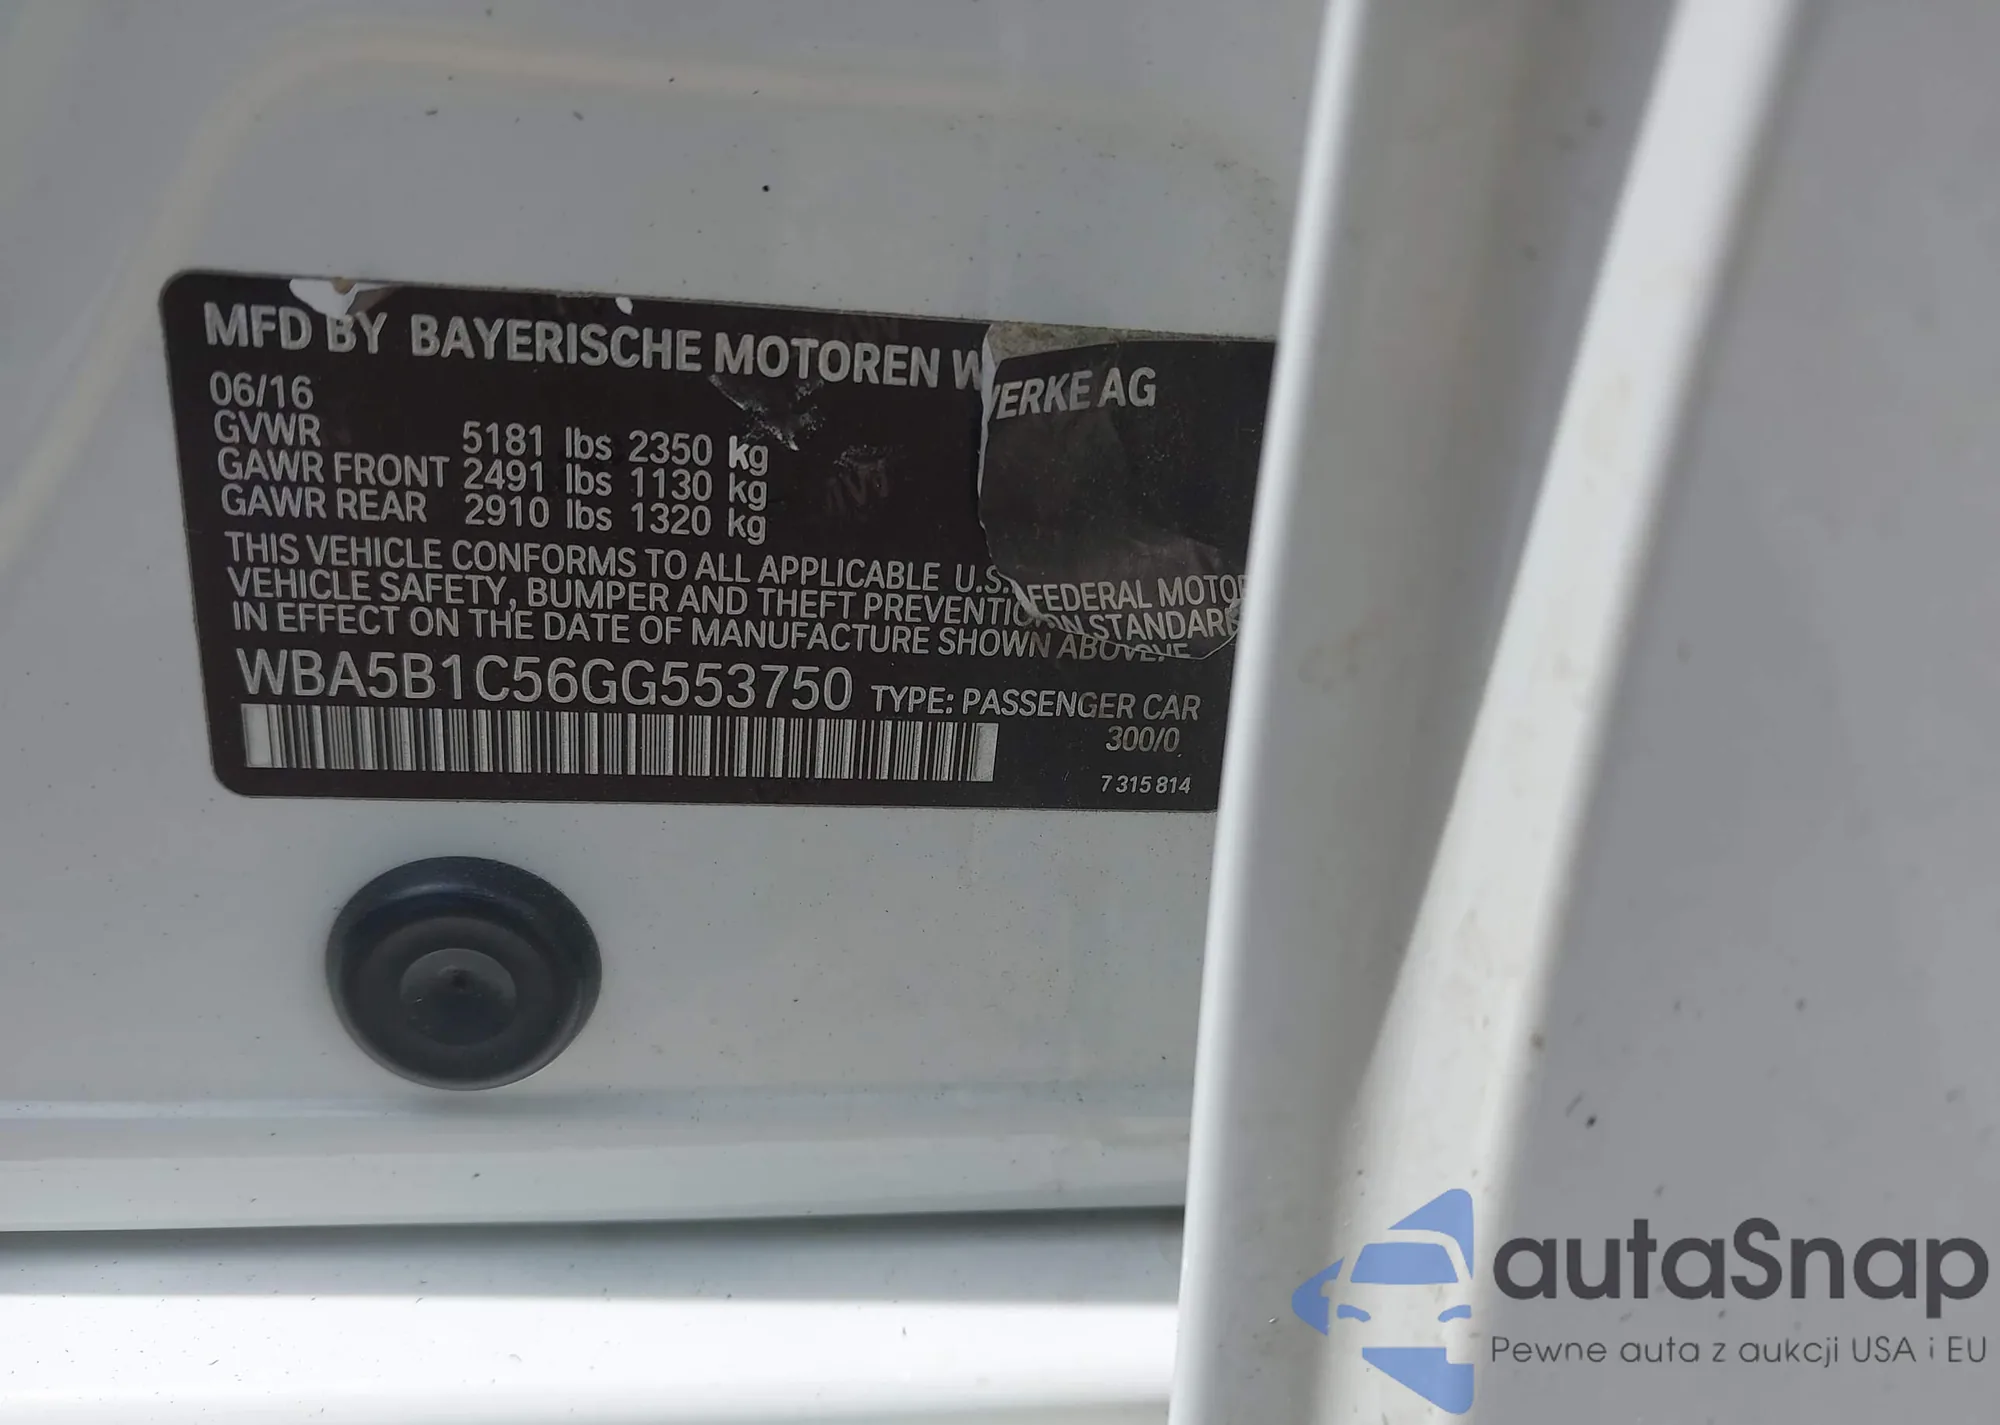 MFD BY BAYERISCHE MOTOREN WERKE AG
06/16
GVWR 5181 lbs 2350 kg
GAWR FRONT 2491 lbs 1130 kg
GAWR REAR 2910 lbs 1320 kg
THIS VEHICLE CONFORMS TO ALL APPLICABLE U.S. FEDERAL MOTOR
VEHICLE SAFETY, BUMPER AND THEFT PREVENTION STANDARDS
IN EFFECT ON THE DATE OF MANUFACTURE SHOWN ABOVE.
WBA5B1C56GG553750 TYPE: PASSENGER CAR
300/0
7 315 814
autaSnap
Pewne auta z aukcji USA i EU